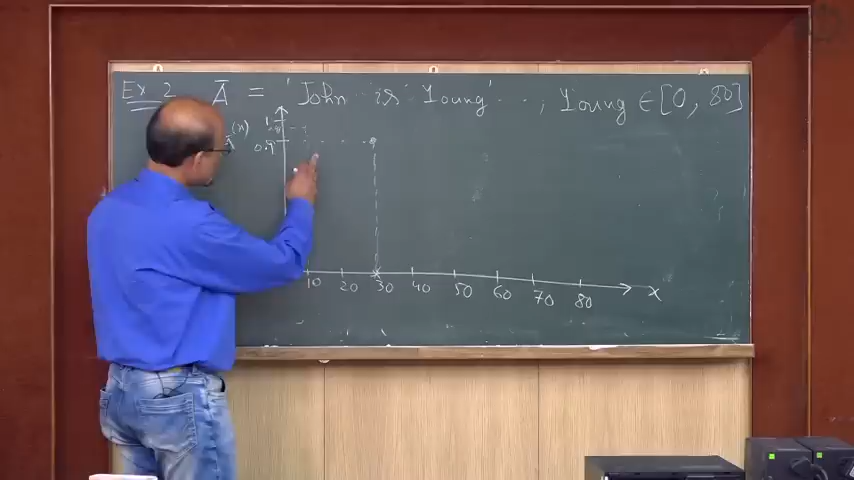 Ex 2 Ā = 'John is Young' , Young ∈ [0, 80]
(x) 1
Ā 0.9
10 20 30 40 50 60 70 80 x